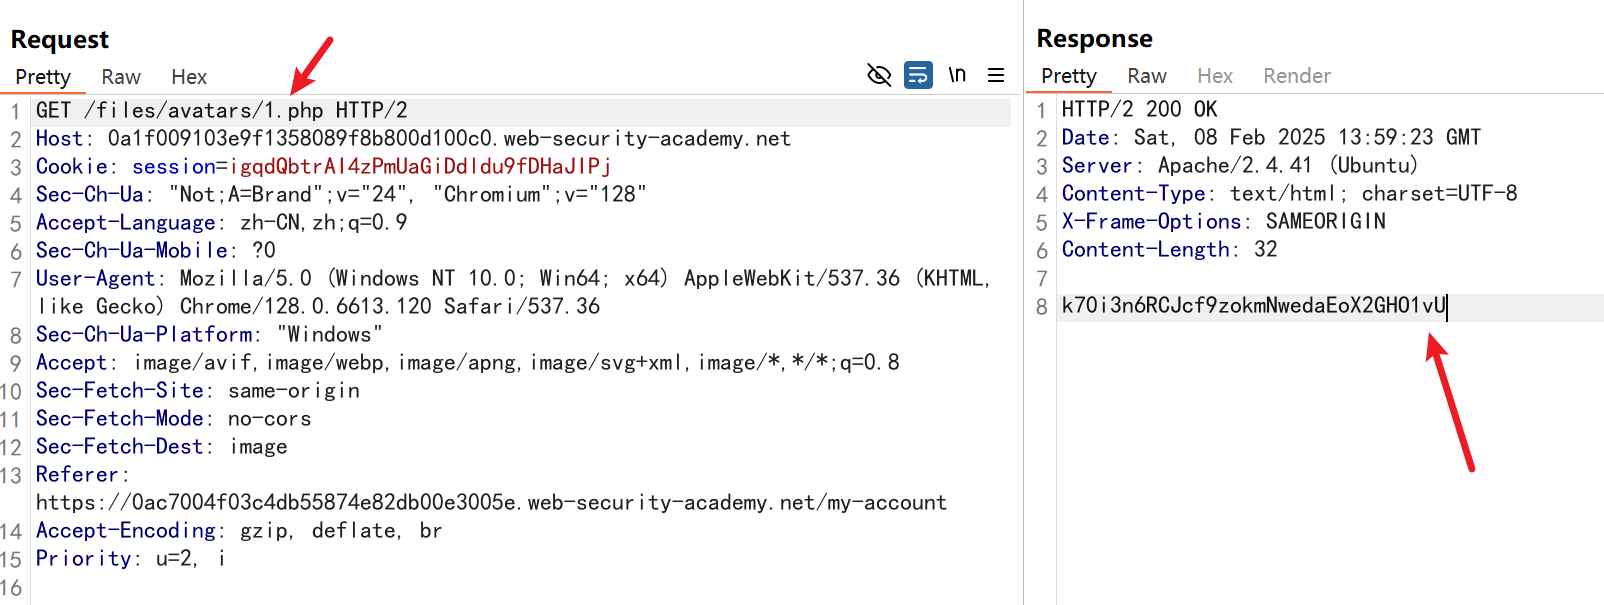 Request
Pretty Raw Hex
\n
1 GET /files/avatars/1.php HTTP/2
2 Host: 0a1f009103e9f1358089f8b800d100c0.web-security-academy.net
3 Cookie: session=igqdQbtrAI4zPmUaGiDdldu9fDHaJIPj
4 Sec-Ch-Ua: "Not;A=Brand";v="24", "Chromium";v="128"
5 Accept-Language: zh-CN,zh;q=0.9
6 Sec-Ch-Ua-Mobile: ?0
7 User-Agent: Mozilla/5.0 (Windows NT 10.0; Win64; x64) AppleWebKit/537.36 (KHTML,
like Gecko) Chrome/128.0.6613.120 Safari/537.36
8 Sec-Ch-Ua-Platform: "Windows"
9 Accept: image/avif,image/webp,image/apng,image/svg+xml,image/*,*/*;q=0.8
10 Sec-Fetch-Site: same-origin
11 Sec-Fetch-Mode: no-cors
12 Sec-Fetch-Dest: image
13 Referer:
https://0ac7004f03c4db55874e82db00e3005e.web-security-academy.net/my-account
14 Accept-Encoding: gzip, deflate, br
15 Priority: u=2, i
16
Response
Pretty Raw Hex Render
1 HTTP/2 200 OK
2 Date: Sat, 08 Feb 2025 13:59:23 GMT
3 Server: Apache/2.4.41 (Ubuntu)
4 Content-Type: text/html; charset=UTF-8
5 X-Frame-Options: SAMEORIGIN
6 Content-Length: 32
7
8 k70i3n6RCJcf9zokmNwedaEoX2GHO1vU